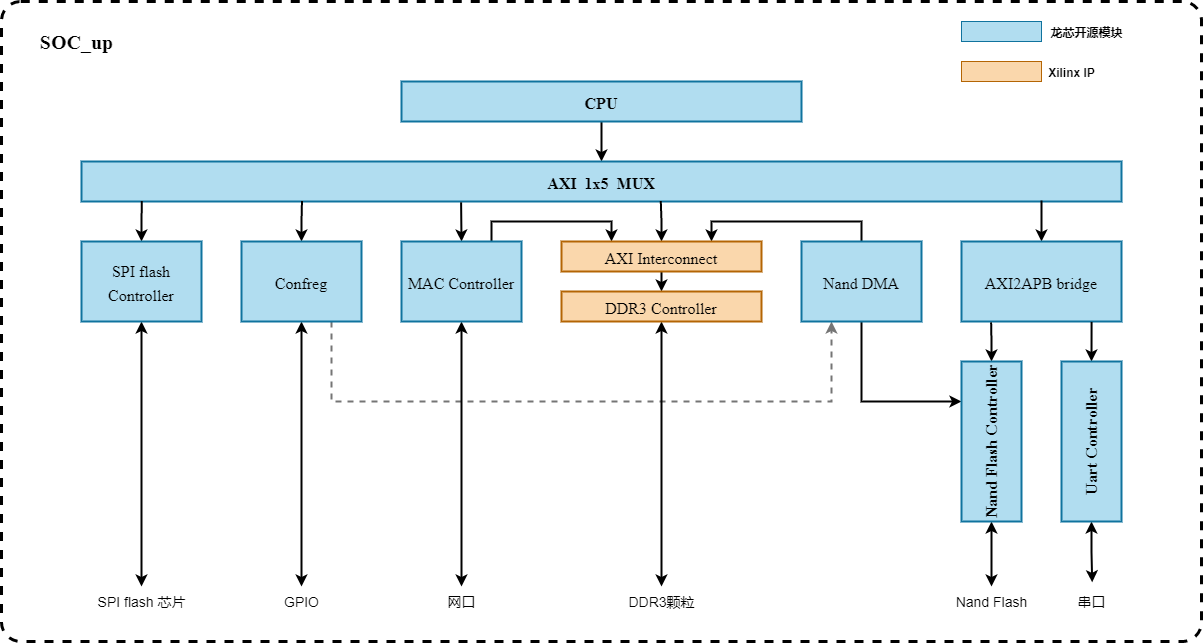 SOC_up
龙芯开源模块
Xilinx IP
CPU
AXI 1x5 MUX
SPI flash
Controller
Confreg
MAC Controller
AXI Interconnect
DDR3 Controller
Nand DMA
AXI2APB bridge
Nand Flash Controller
Uart Controller
SPI flash 芯片
GPIO
网口
DDR3颗粒
Nand Flash
串口